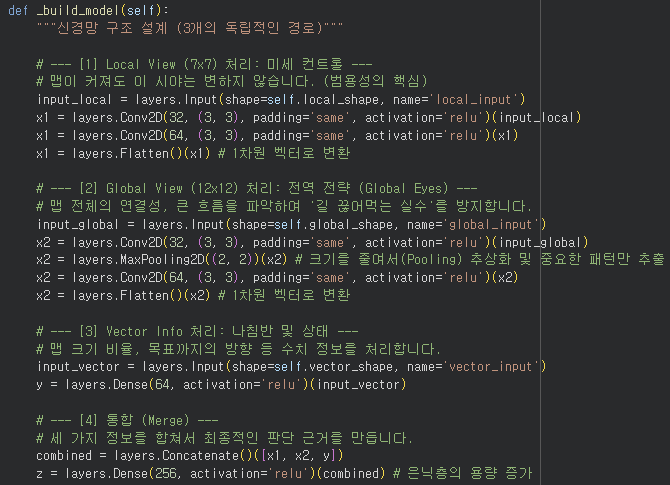 def _build_model(self):
"""신경망 구조 설계 (3개의 독립적인 경로)"""
# --- [1] Local View (7x7) 처리: 미세 컨트롤 ---
# 맵이 커져도 이 시야는 변하지 않습니다. (범용성의 핵심)
input_local = layers.Input(shape=self.local_shape, name='local_input')
x1 = layers.Conv2D(32, (3, 3), padding='same', activation='relu')(input_local)
x1 = layers.Conv2D(64, (3, 3), padding='same', activation='relu')(x1)
x1 = layers.Flatten()(x1) # 1차원 벡터로 변환
# --- [2] Global View (12x12) 처리: 전역 전략 (Global Eyes) ---
# 맵 전체의 연결성, 큰 흐름을 파악하여 '길 끊어먹는 실수'를 방지합니다.
input_global = layers.Input(shape=self.global_shape, name='global_input')
x2 = layers.Conv2D(32, (3, 3), padding='same', activation='relu')(input_global)
x2 = layers.MaxPooling2D((2, 2))(x2) # 크기를 줄여서(Pooling) 추상화 및 중요한 패턴만 추출
x2 = layers.Conv2D(64, (3, 3), padding='same', activation='relu')(x2)
x2 = layers.Flatten()(x2) # 1차원 벡터로 변환
# --- [3] Vector Info 처리: 나침반 및 상태 ---
# 맵 크기 비율, 목표까지의 방향 등 수치 정보를 처리합니다.
input_vector = layers.Input(shape=self.vector_shape, name='vector_input')
y = layers.Dense(64, activation='relu')(input_vector)
# --- [4] 통합 (Merge) ---
# 세 가지 정보를 합쳐서 최종적인 판단 근거를 만듭니다.
combined = layers.Concatenate()([x1, x2, y])
z = layers.Dense(256, activation='relu')(combined) # 은닉층의 용량 증가